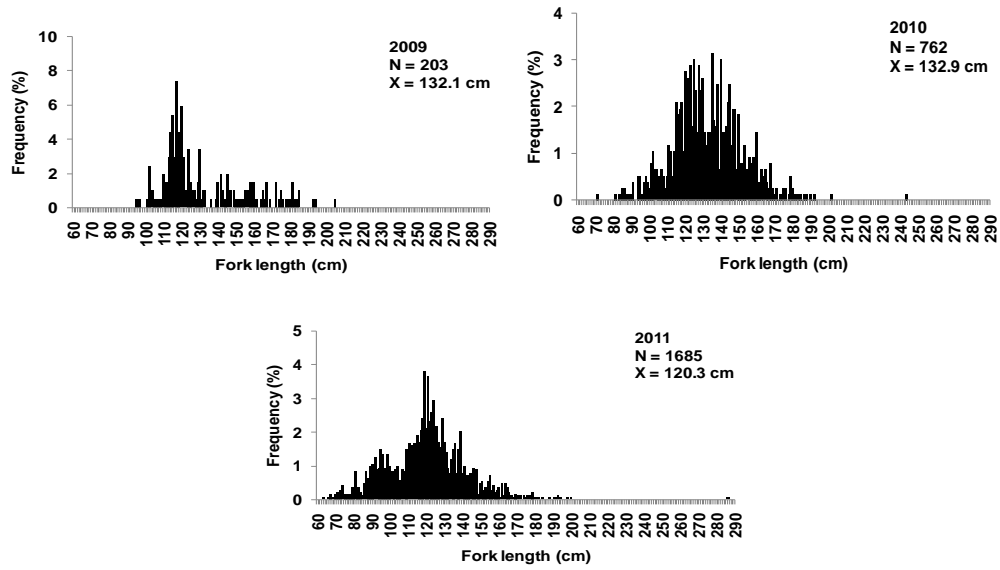 2009
N = 203
X = 132.1 cm
Frequency (%)
10
8
6
4
2
0
60 70 80 90 100 110 120 130 140 150 160 170 180 190 200 210 220 230 240 250 260 270 280 290
Fork length (cm)
2010
N = 762
X = 132.9 cm
Frequency (%)
4
3
2
1
0
60 70 80 90 100 110 120 130 140 150 160 170 180 190 200 210 220 230 240 250 260 270 280 290
Fork length (cm)
2011
N = 1685
X = 120.3 cm
Frequency (%)
5
4
3
2
1
0
60 70 80 90 100 110 120 130 140 150 160 170 180 190 200 210 220 230 240 250 260 270 280 290
Fork length (cm)